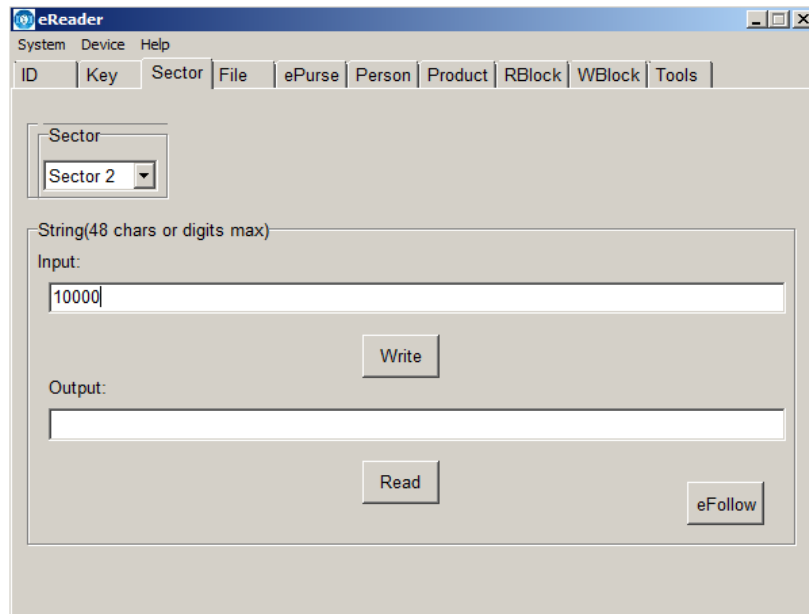 eReader
System Device Help
ID Key Sector File ePurse Person Product RBlock WBlock Tools
Sector
Sector 2
String(48 chars or digits max)
Input:
10000
Write
Output:
Read
eFollow